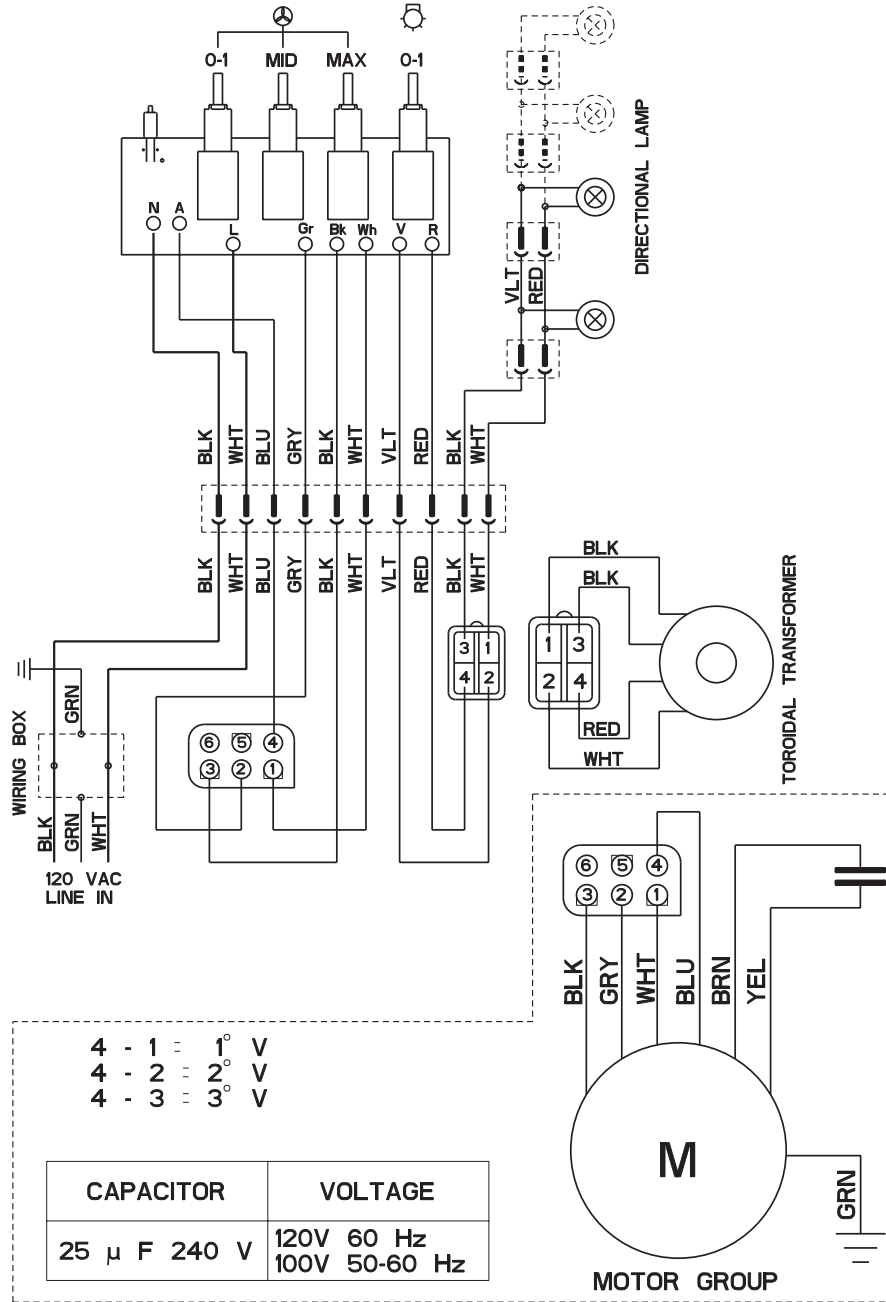 O-1 MID MAX O-1
N A L Gr Bk Wh V R
DIRECTIONAL LAMP
VLT RED
BLK WHT BLU GRY BLK WHT VLT RED BLK WHT
BLK WHT BLU GRY BLK WHT VLT RED BLK WHT
3 1
4 2
BLK
BLK
1 3
2 4
RED
WHT
TOROIDAL TRANSFORMER
WIRING BOX
GRN
BLK GRN WHT
120 VAC
LINE IN
6 5 4
3 2 1
6 5 4
3 2 1
BLK GRY WHT BLU BRN YEL
M
GRN
MOTOR GROUP
4 - 1 = 1° V
4 - 2 = 2° V
4 - 3 = 3° V
CAPACITOR VOLTAGE
25 µ F 240 V
120V 60 Hz
100V 50-60 Hz